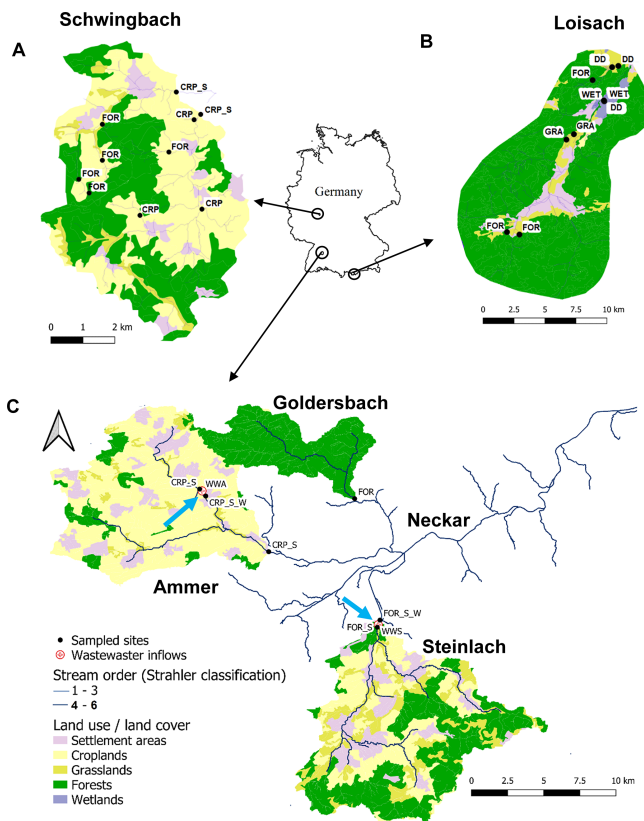 Schwingbach
A
CRP_S
CRP_S
CRP
FOR
FOR
FOR
FOR
FOR
CRP
CRP
0 1 2 km
Germany
Loisach
B
DD
DD
FOR
WET
WET
DD
GRA
GRA
FOR
FOR
0 2.5 5 7.5 10 km
C
Goldersbach
CRP_S
WWA
CRP_S_W
FOR
CRP_S
Neckar
Ammer
FOR_S_W
FOR_S
WWS
Steinlach
Sampled sites
Wastewater inflows
Stream order (Strahler classification)
1 - 3
4 - 6
Land use / land cover
Settlement areas
Croplands
Grasslands
Forests
Wetlands
0 2.5 5 7.5 10 km